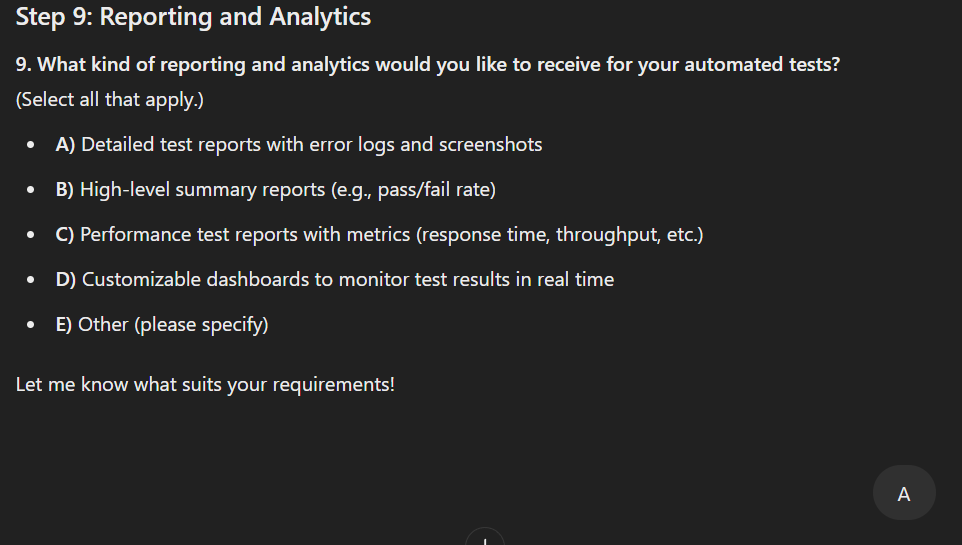 Step 9: Reporting and Analytics
9. What kind of reporting and analytics would you like to receive for your automated tests?
(Select all that apply.)
• A) Detailed test reports with error logs and screenshots
• B) High-level summary reports (e.g., pass/fail rate)
• C) Performance test reports with metrics (response time, throughput, etc.)
• D) Customizable dashboards to monitor test results in real time
• E) Other (please specify)
Let me know what suits your requirements!
A